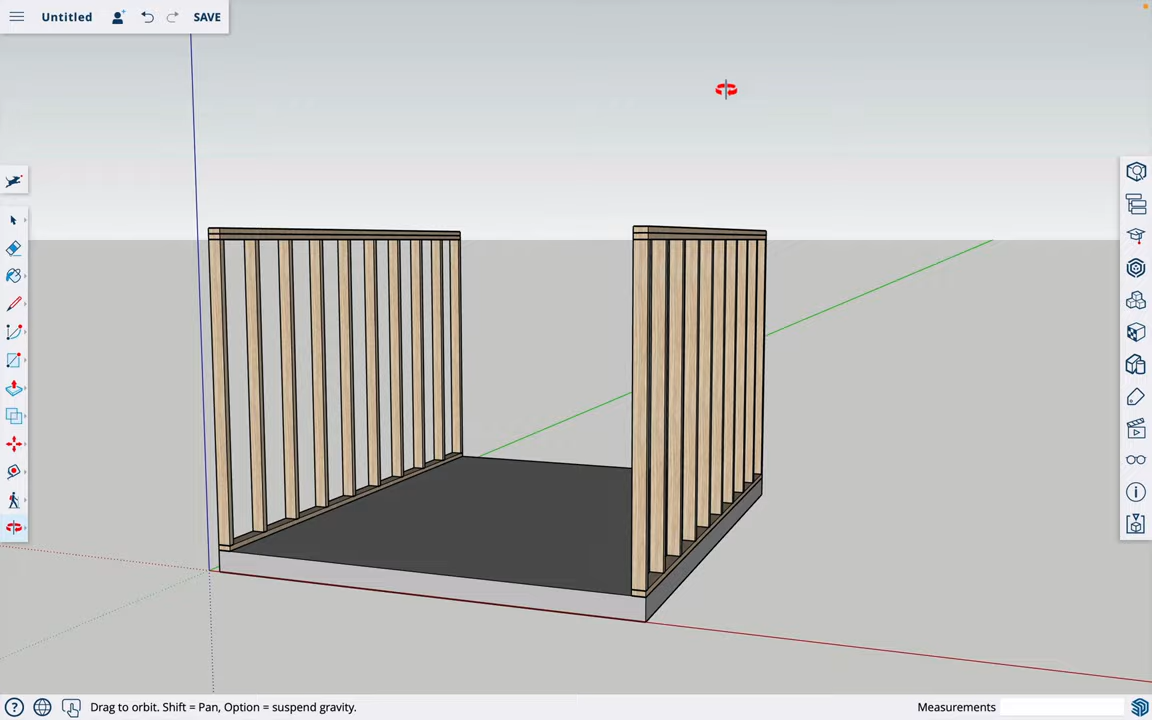 Untitled
SAVE
Drag to orbit. Shift = Pan, Option = suspend gravity.
Measurements